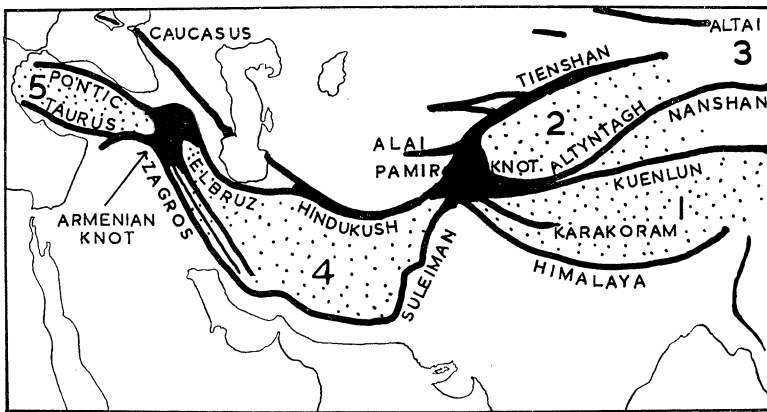 ALTAI
CAUCASUS
3
TIENSHAN
5
PONTIC
TAURUS
2
NANSHAN
ALTYNTAGH
ALAI
PAMIR KNOT
ELBRUZ
KUENLUN
ZAGROS
HINDUKUSH
1
ARMENIAN
KNOT
KARAKORAM
SULEIMAN
4
HIMALAYA